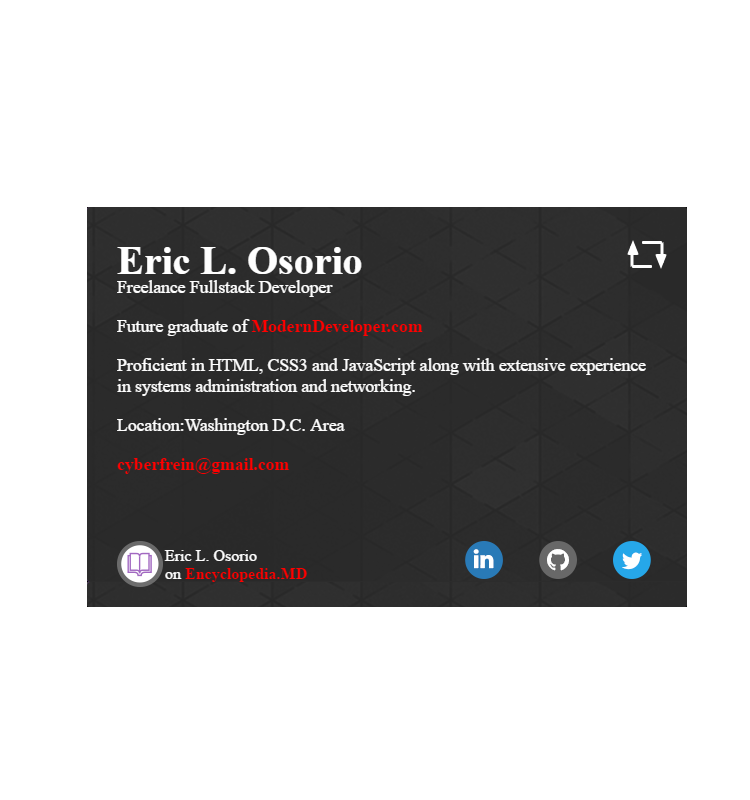 Eric L. Osorio
Freelance Fullstack Developer
Future graduate of ModernDeveloper.com
Proficient in HTML, CSS3 and JavaScript along with extensive experience
in systems administration and networking.
Location:Washington D.C. Area
cyberfrein@gmail.com
Eric L. Osorio
on Encyclopedia.MD
in